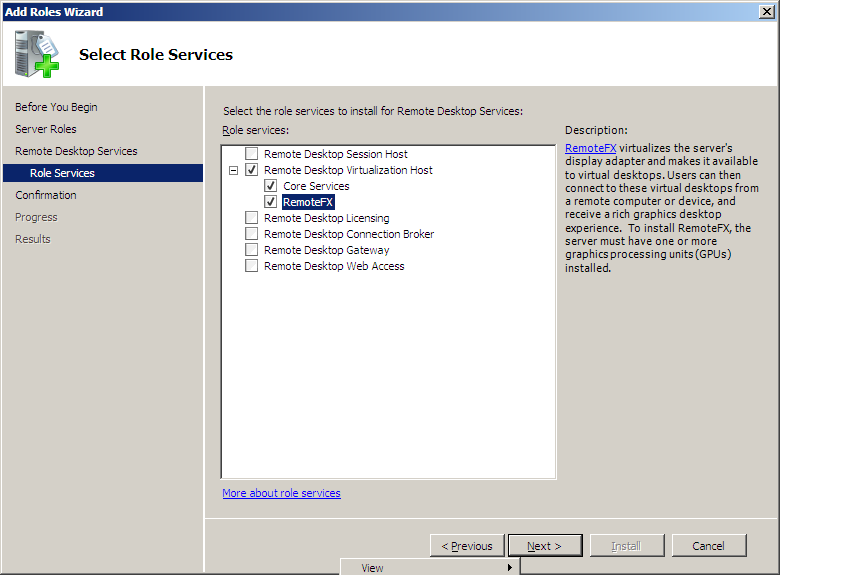 Add Roles Wizard
Select Role Services
Before You Begin
Server Roles
Remote Desktop Services
Role Services
Confirmation
Progress
Results
Select the role services to install for Remote Desktop Services:
Role services:
Remote Desktop Session Host
Remote Desktop Virtualization Host
Core Services
RemoteFX
Remote Desktop Licensing
Remote Desktop Connection Broker
Remote Desktop Gateway
Remote Desktop Web Access
More about role services
Description:
RemoteFX virtualizes the server's
display adapter and makes it available
to virtual desktops. Users can then
connect to these virtual desktops from
a remote computer or device, and
receive a rich graphics desktop
experience. To install RemoteFX, the
server must have one or more
graphics processing units (GPUs)
installed.
< Previous
Next >
Install
Cancel
View